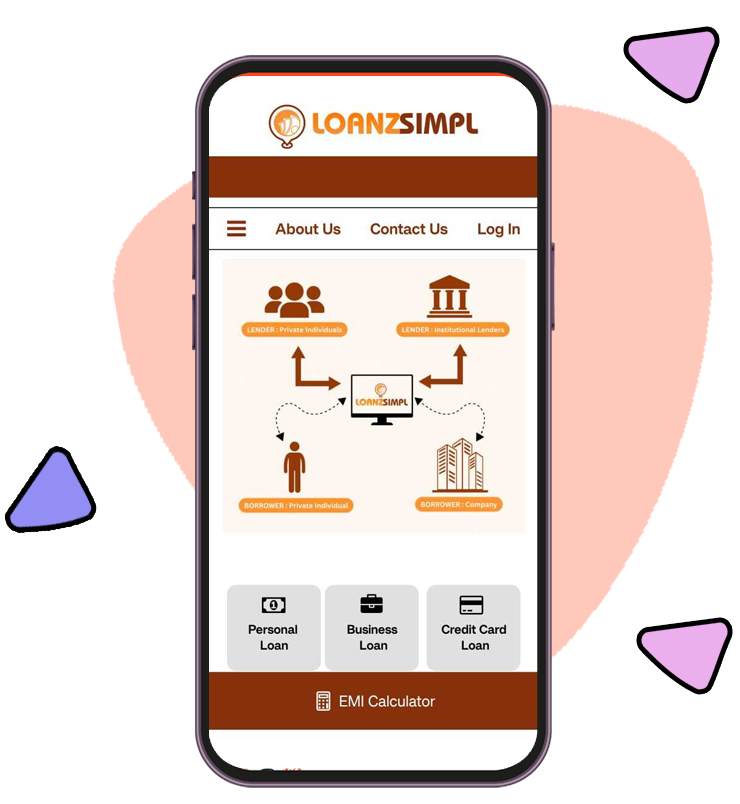 LOANZSIMPL
About Us Contact Us Log In
LENDER : Private Individuals LENDER : Institutional Lenders
LOANZSIMPL
BORROWER : Private Individual BORROWER : Company
1
Personal Loan
Business Loan
Credit Card Loan
EMI Calculator